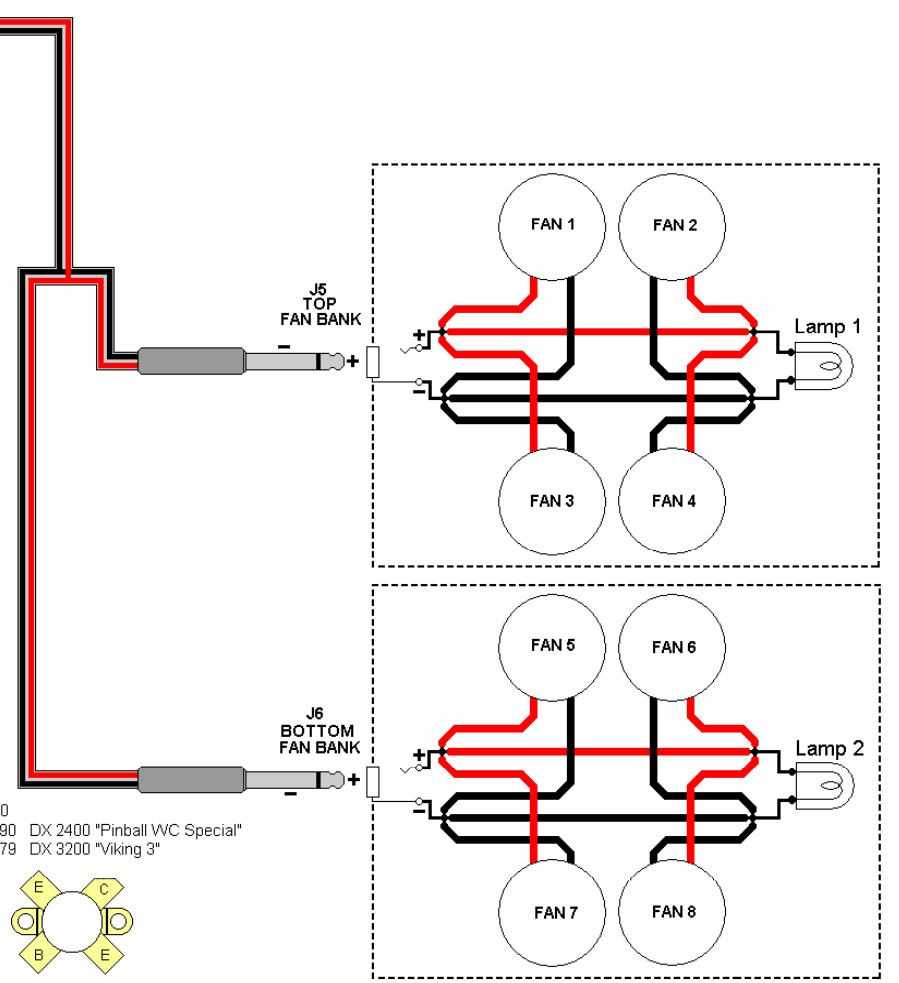 FAN 1
FAN 2
J5
TOP
FAN BANK
+
Lamp 1
−
+
−
FAN 3
FAN 4
FAN 5
FAN 6
J6
BOTTOM
FAN BANK
+
Lamp 2
+
−
−
0
90 DX 2400 "Pinball WC Special"
79 DX 3200 "Viking 3"
E
C
B
E
FAN 7
FAN 8